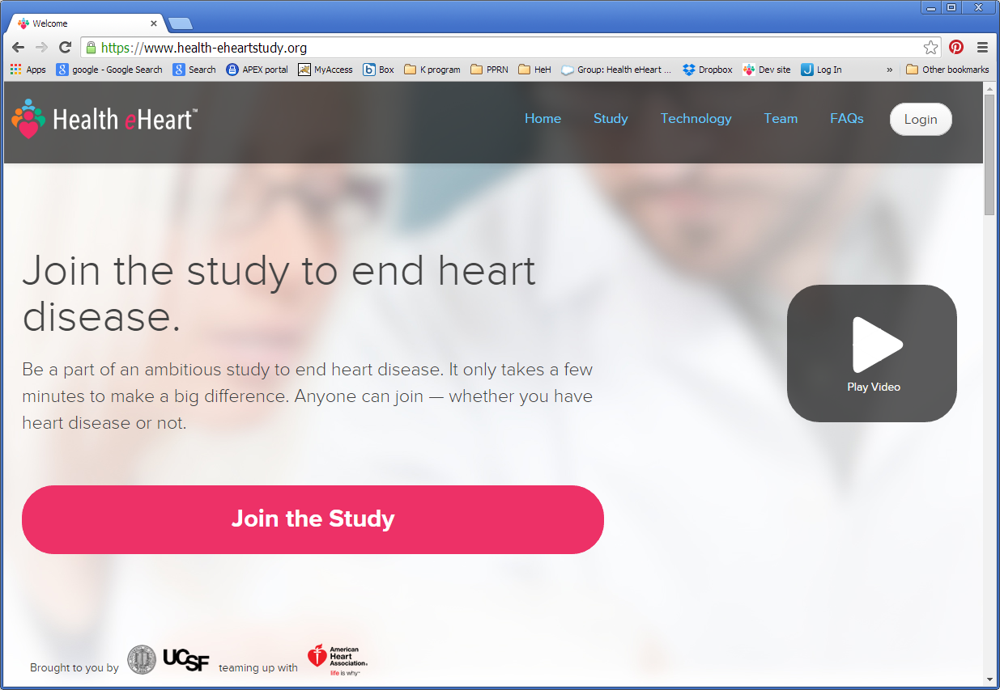 Welcome
https://www.health-eheartstudy.org
Apps google - Google Search Search APEX portal MyAccess Box K program PPRN HeH Group: Health eHeart ... Dropbox Dev site Log In » Other bookmarks
Health eHeart™ Home Study Technology Team FAQs Login
Join the study to end heart
disease.
Be a part of an ambitious study to end heart disease. It only takes a few
minutes to make a big difference. Anyone can join — whether you have
heart disease or not.
Play Video
Join the Study
Brought to you by UCSF teaming up with
American
Heart
Association®
life is why™